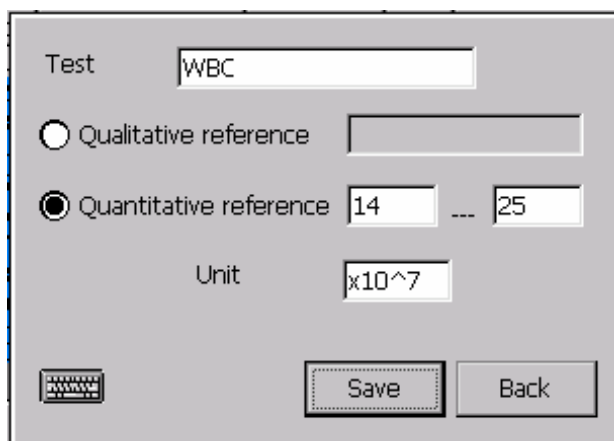 Test WBC
Qualitative reference
Quantitative reference 14 --- 25
Unit x10^7
Save Back